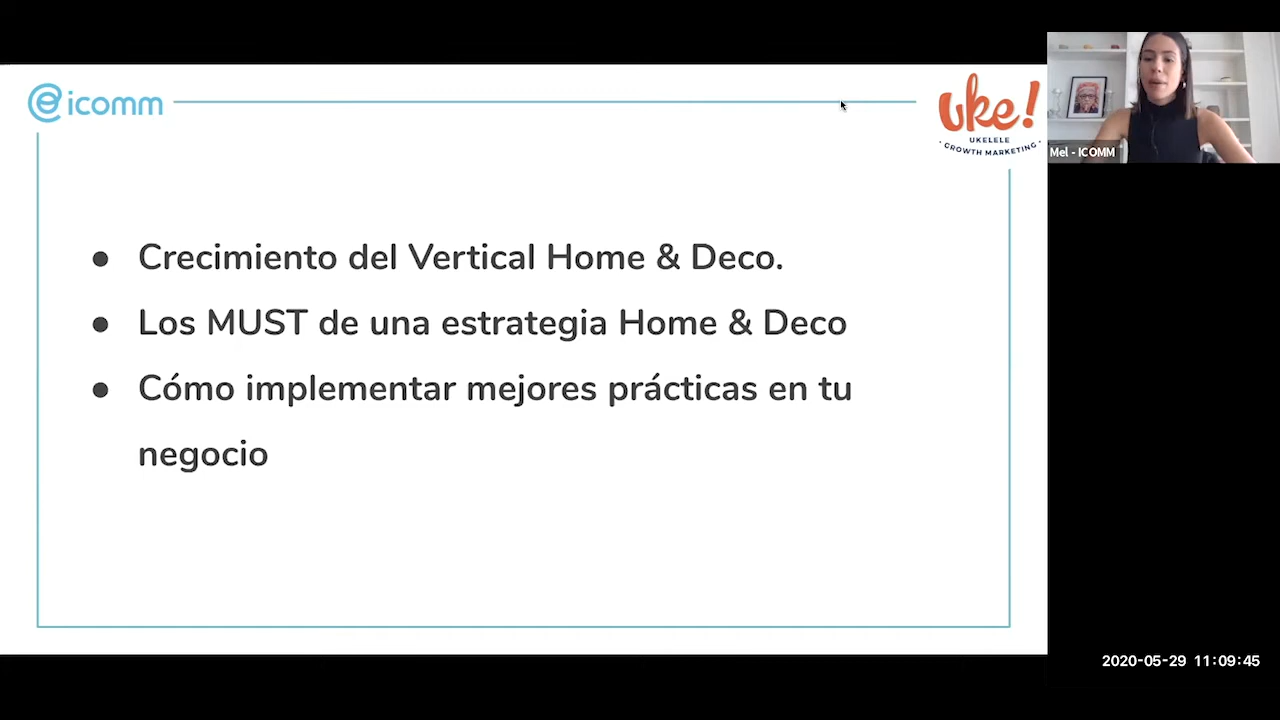 icomm
uke!
UKELELE
· GROWTH MARKETING ·
Mel - ICOMM
● Crecimiento del Vertical Home & Deco.
● Los MUST de una estrategia Home & Deco
● Cómo implementar mejores prácticas en tu
negocio
2020-05-29 11:09:45